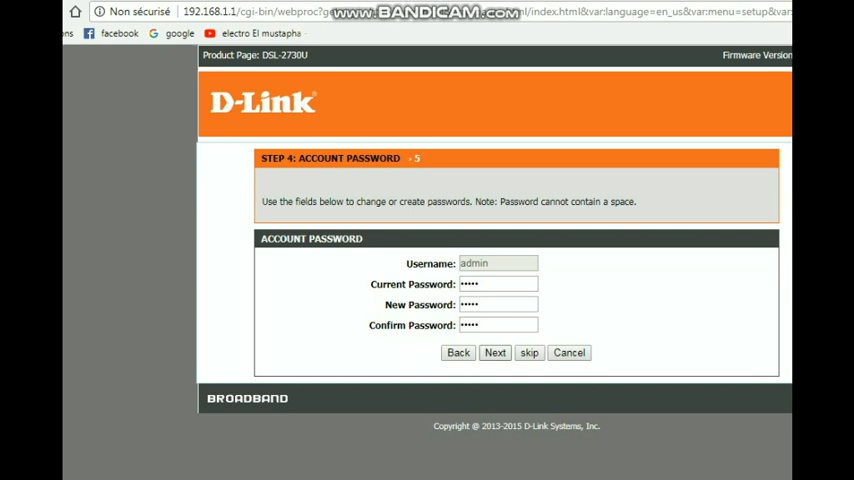 Non sécurisé 192.168.1.1/cgi-bin/webproc?ge
WWW.BANDICAM.COM
/index.html&var:language=en_us&var:menu=setup&var:
ns facebook google electro El mustapha
Product Page: DSL-2730U Firmware Version
D-Link
STEP 4: ACCOUNT PASSWORD › 5
Use the fields below to change or create passwords. Note: Password cannot contain a space.
ACCOUNT PASSWORD
Username: admin
Current Password: •••••
New Password: •••••
Confirm Password: •••••
Back Next skip Cancel
BROADBAND
Copyright @ 2013-2015 D-Link Systems, Inc.